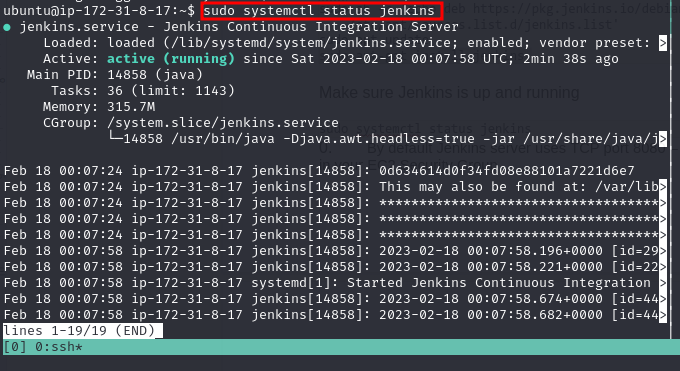 ubuntu@ip-172-31-8-17:~$ sudo systemctl status jenkins
● jenkins.service - Jenkins Continuous Integration Server
Loaded: loaded (/lib/systemd/system/jenkins.service; enabled; vendor preset: >
Active: active (running) since Sat 2023-02-18 00:07:58 UTC; 2min 38s ago
Main PID: 14858 (java)
Tasks: 36 (limit: 1143)
Memory: 315.7M
CGroup: /system.slice/jenkins.service
└─14858 /usr/bin/java -Djava.awt.headless=true -jar /usr/share/java/j>
Feb 18 00:07:24 ip-172-31-8-17 jenkins[14858]: 0d634614d0f34fd08e88101a7221d6e7
Feb 18 00:07:24 ip-172-31-8-17 jenkins[14858]: This may also be found at: /var/lib>
Feb 18 00:07:24 ip-172-31-8-17 jenkins[14858]: ***********************************>
Feb 18 00:07:24 ip-172-31-8-17 jenkins[14858]: ***********************************>
Feb 18 00:07:24 ip-172-31-8-17 jenkins[14858]: ***********************************>
Feb 18 00:07:58 ip-172-31-8-17 jenkins[14858]: 2023-02-18 00:07:58.196+0000 [id=29>
Feb 18 00:07:58 ip-172-31-8-17 jenkins[14858]: 2023-02-18 00:07:58.221+0000 [id=22>
Feb 18 00:07:58 ip-172-31-8-17 systemd[1]: Started Jenkins Continuous Integration >
Feb 18 00:07:58 ip-172-31-8-17 jenkins[14858]: 2023-02-18 00:07:58.674+0000 [id=44>
Feb 18 00:07:58 ip-172-31-8-17 jenkins[14858]: 2023-02-18 00:07:58.682+0000 [id=44>
lines 1-19/19 (END)
[0] 0:ssh*
deb https://pkg.jenkins.io/debi
Make sure Jenkins is up and running